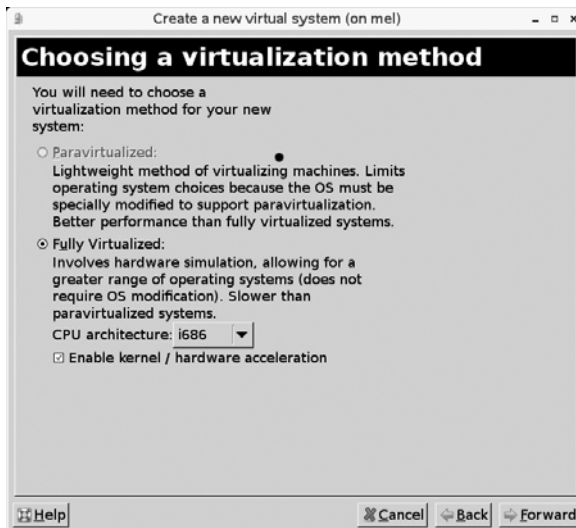 Create a new virtual system (on mel)
Choosing a virtualization method
You will need to choose a
virtualization method for your new
system:
Paravirtualized:
Lightweight method of virtualizing machines. Limits
operating system choices because the OS must be
specially modified to support paravirtualization.
Better performance than fully virtualized systems.
Fully Virtualized:
Involves hardware simulation, allowing for a
greater range of operating systems (does not
require OS modification). Slower than
paravirtualized systems.
CPU architecture: i686
Enable kernel / hardware acceleration
Help Cancel Back Forward